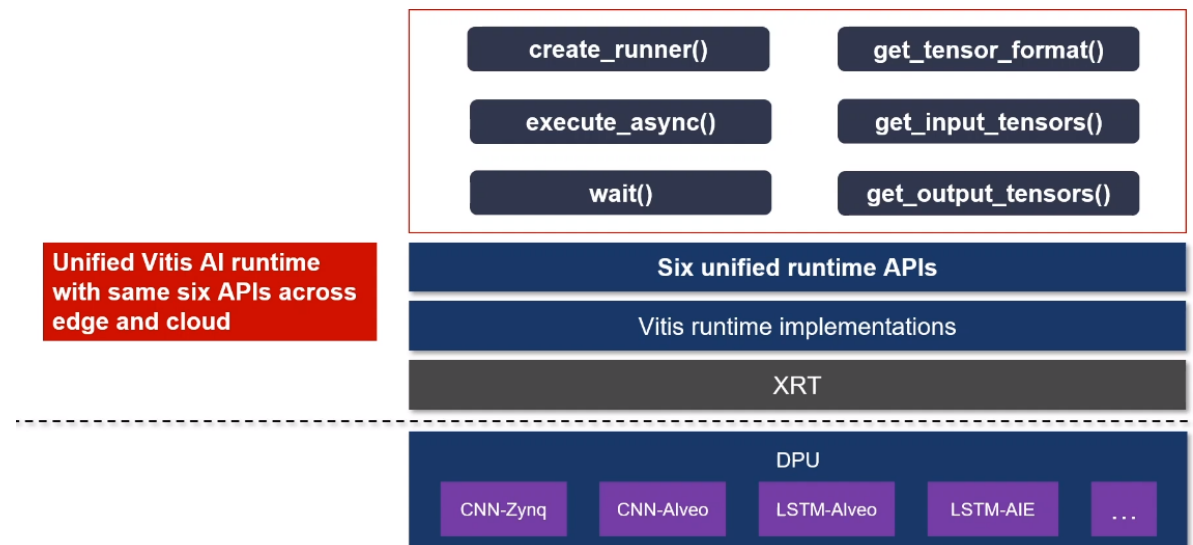 create_runner()
get_tensor_format()
execute_async()
get_input_tensors()
wait()
get_output_tensors()
Unified Vitis AI runtime
with same six APIs across
edge and cloud
Six unified runtime APIs
Vitis runtime implementations
XRT
DPU
CNN-Zynq
CNN-Alveo
LSTM-Alveo
LSTM-AIE
...